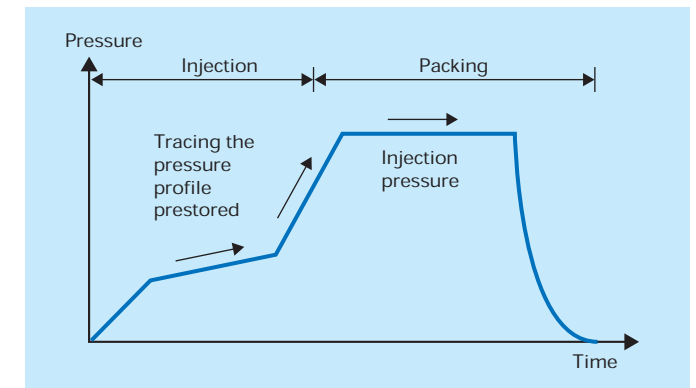 Pressure
Injection
Packing
Tracing the
pressure
profile
prestored
Injection
pressure
Time